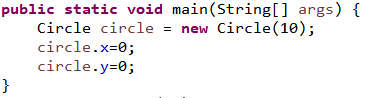 public static void main(String[] args) {
    Circle circle = new Circle(10);
    circle.x=0;
    circle.y=0;
}